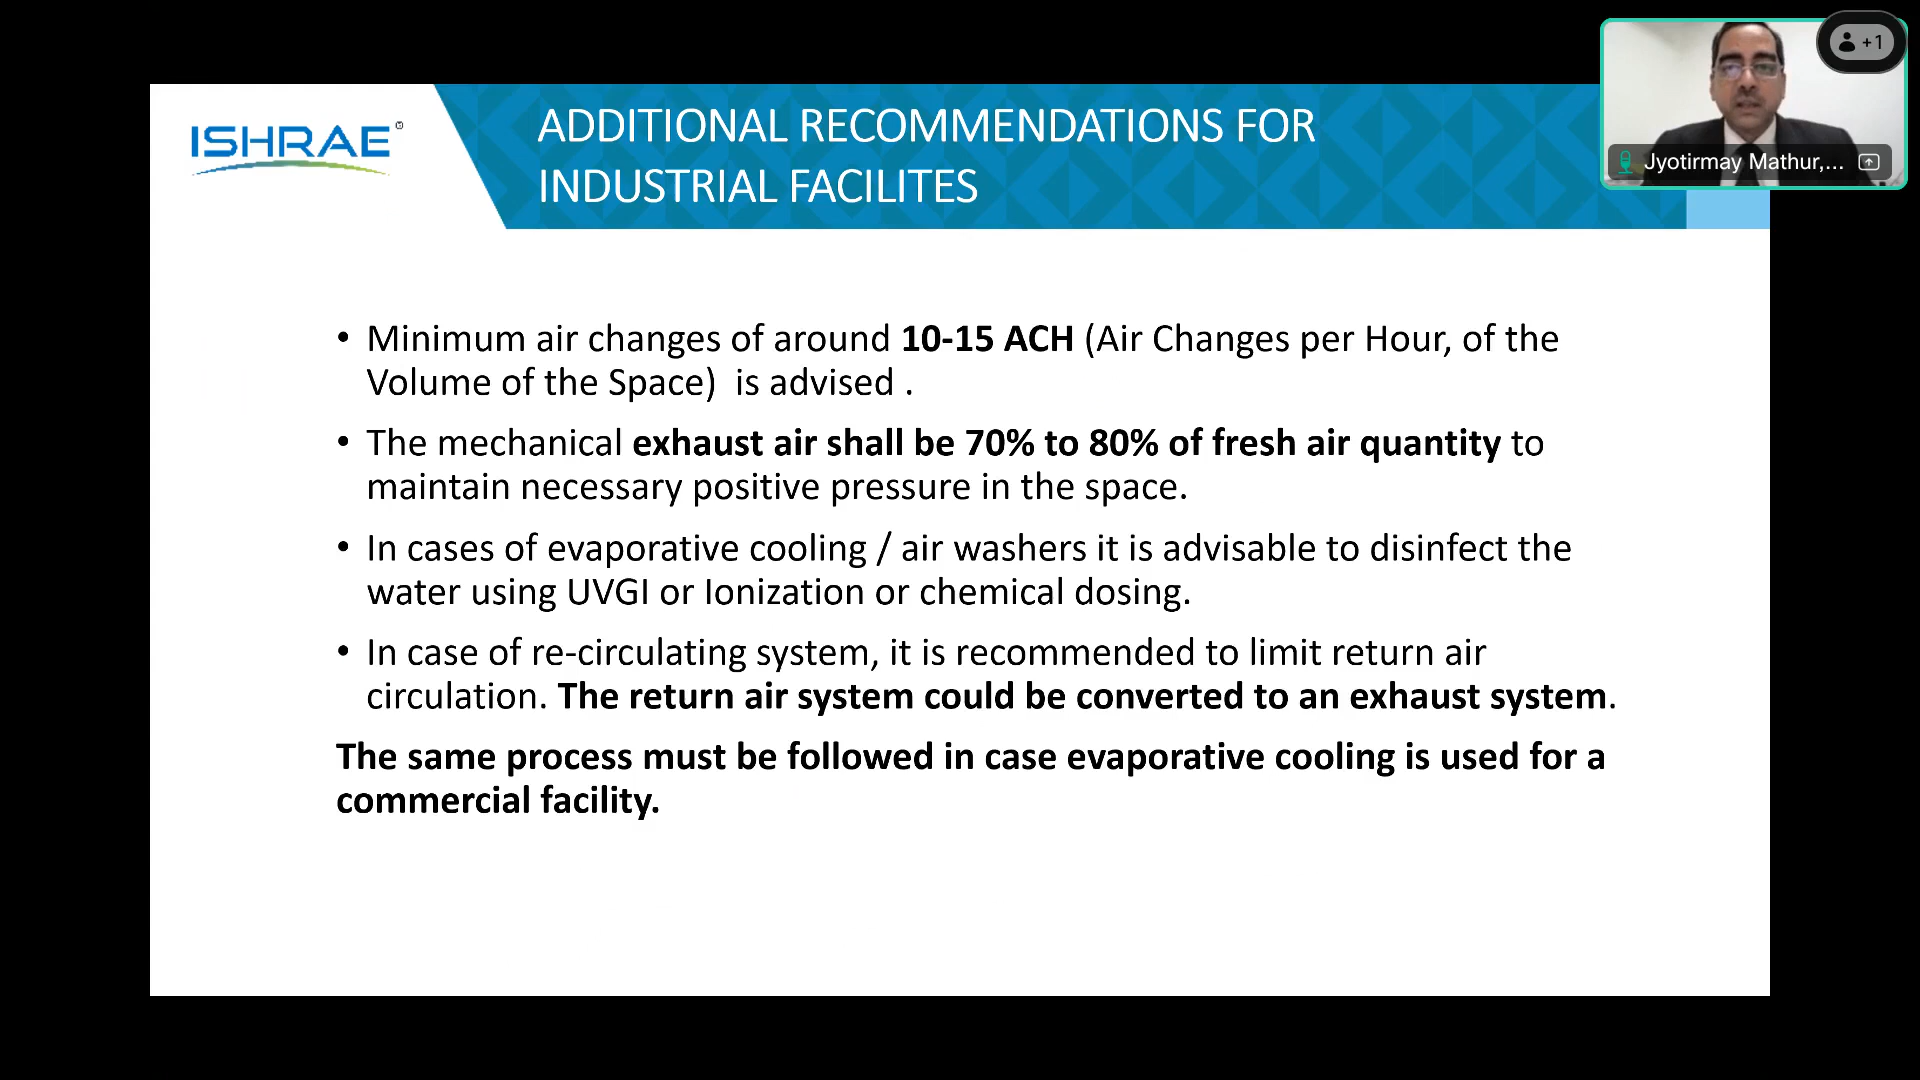 ISHRAE
ADDITIONAL RECOMMENDATIONS FOR
INDUSTRIAL FACILITES
+1
Jyotirmay Mathur,...
• Minimum air changes of around 10-15 ACH (Air Changes per Hour, of the
Volume of the Space)  is advised .
• The mechanical exhaust air shall be 70% to 80% of fresh air quantity to
maintain necessary positive pressure in the space.
• In cases of evaporative cooling / air washers it is advisable to disinfect the
water using UVGI or Ionization or chemical dosing.
• In case of re-circulating system, it is recommended to limit return air
circulation. The return air system could be converted to an exhaust system.
The same process must be followed in case evaporative cooling is used for a
commercial facility.